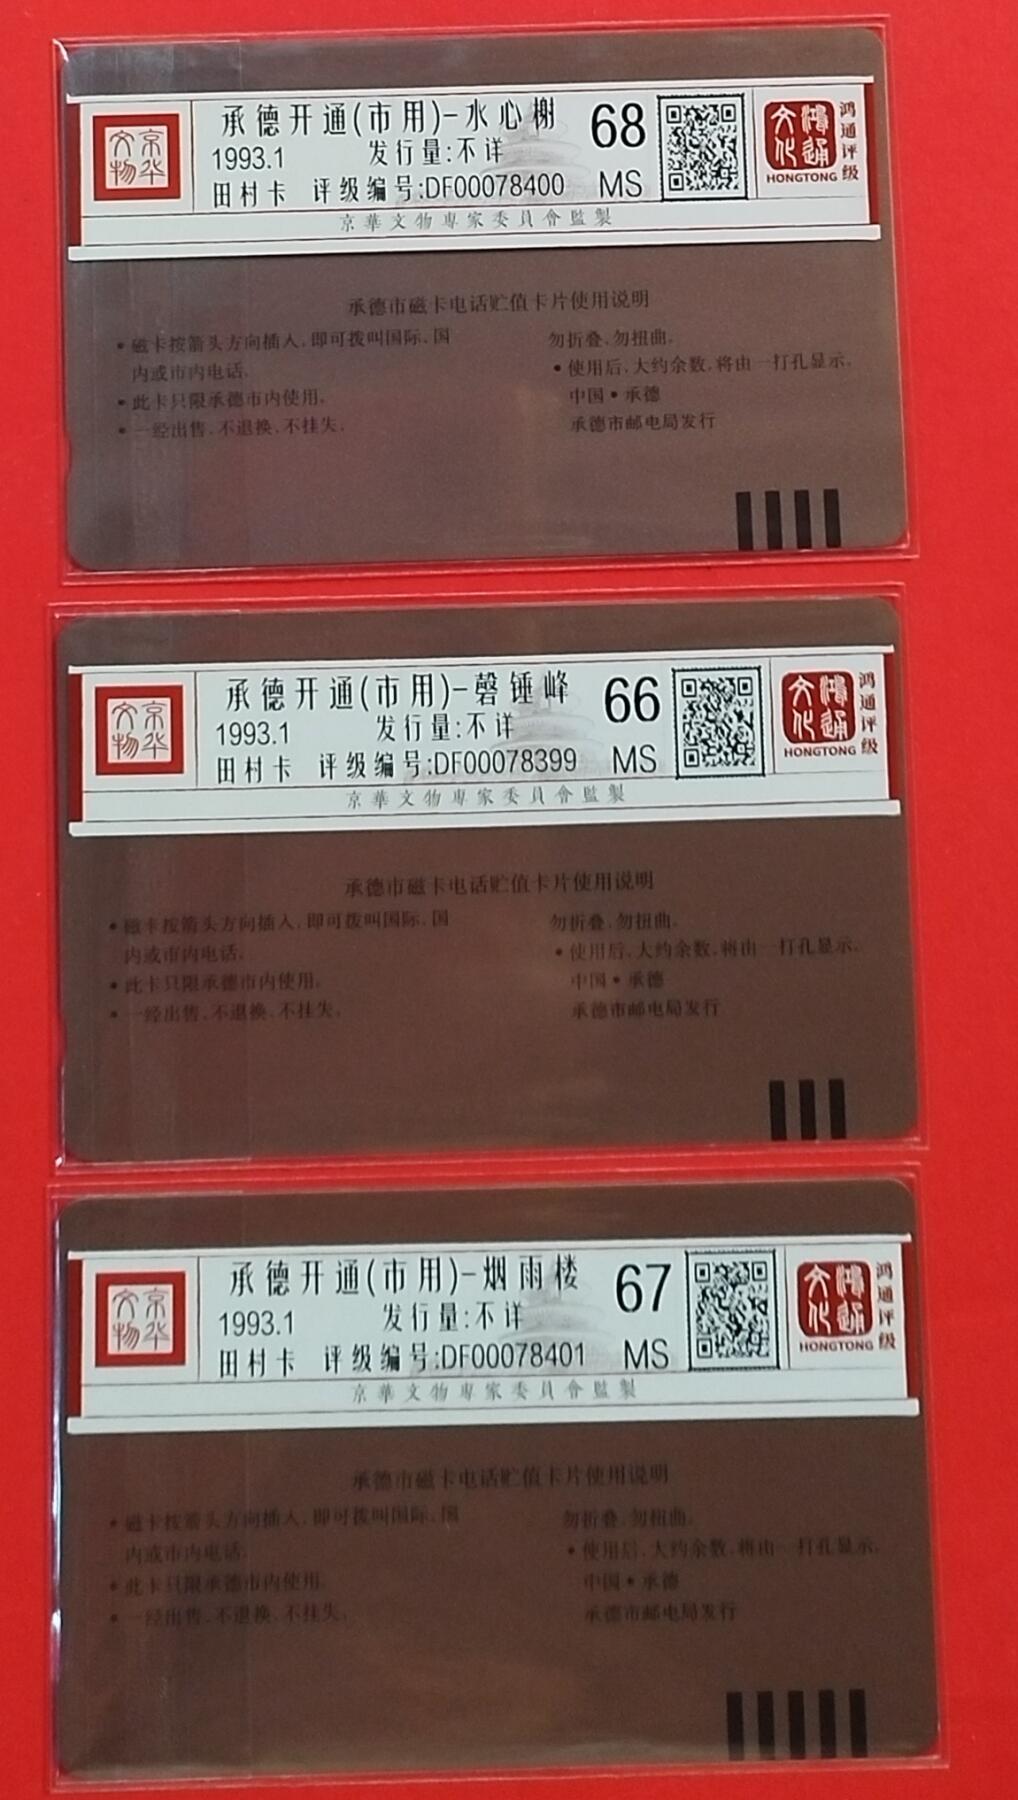 京华文物
承德开通(市用)-水心榭
1993.1 发行量:不详
田村卡 评级编号:DF00078400
68
MS
鸿通文化
HONGTONG
鸿通评级
京華文物專家委員會監製
承德市磁卡电话贮值卡片使用说明
• 磁卡按箭头方向插入,即可拨叫国际、国
内或市内电话。
• 此卡只限承德市内使用。
• 一经出售、不退换、不挂失。
勿折叠、勿扭曲。
• 使用后,大约余数,将由一打孔显示。
中国 • 承德
承德市邮电局发行
京华文物
承德开通(市用)-磬锤峰
1993.1 发行量:不详
田村卡 评级编号:DF00078399
66
MS
鸿通文化
HONGTONG
鸿通评级
京華文物專家委員會監製
承德市磁卡电话贮值卡片使用说明
• 磁卡按箭头方向插入,即可拨叫国际、国
内或市内电话。
• 此卡只限承德市内使用。
• 一经出售、不退换、不挂失。
勿折叠、勿扭曲。
• 使用后,大约余数,将由一打孔显示。
中国 • 承德
承德市邮电局发行
京华文物
承德开通(市用)-烟雨楼
1993.1 发行量:不详
田村卡 评级编号:DF00078401
67
MS
鸿通文化
HONGTONG
鸿通评级
京華文物專家委員會監製
承德市磁卡电话贮值卡片使用说明
• 磁卡按箭头方向插入,即可拨叫国际、国
内或市内电话。
• 此卡只限承德市内使用。
• 一经出售、不退换、不挂失。
勿折叠、勿扭曲。
• 使用后,大约余数,将由一打孔显示。
中国 • 承德
承德市邮电局发行